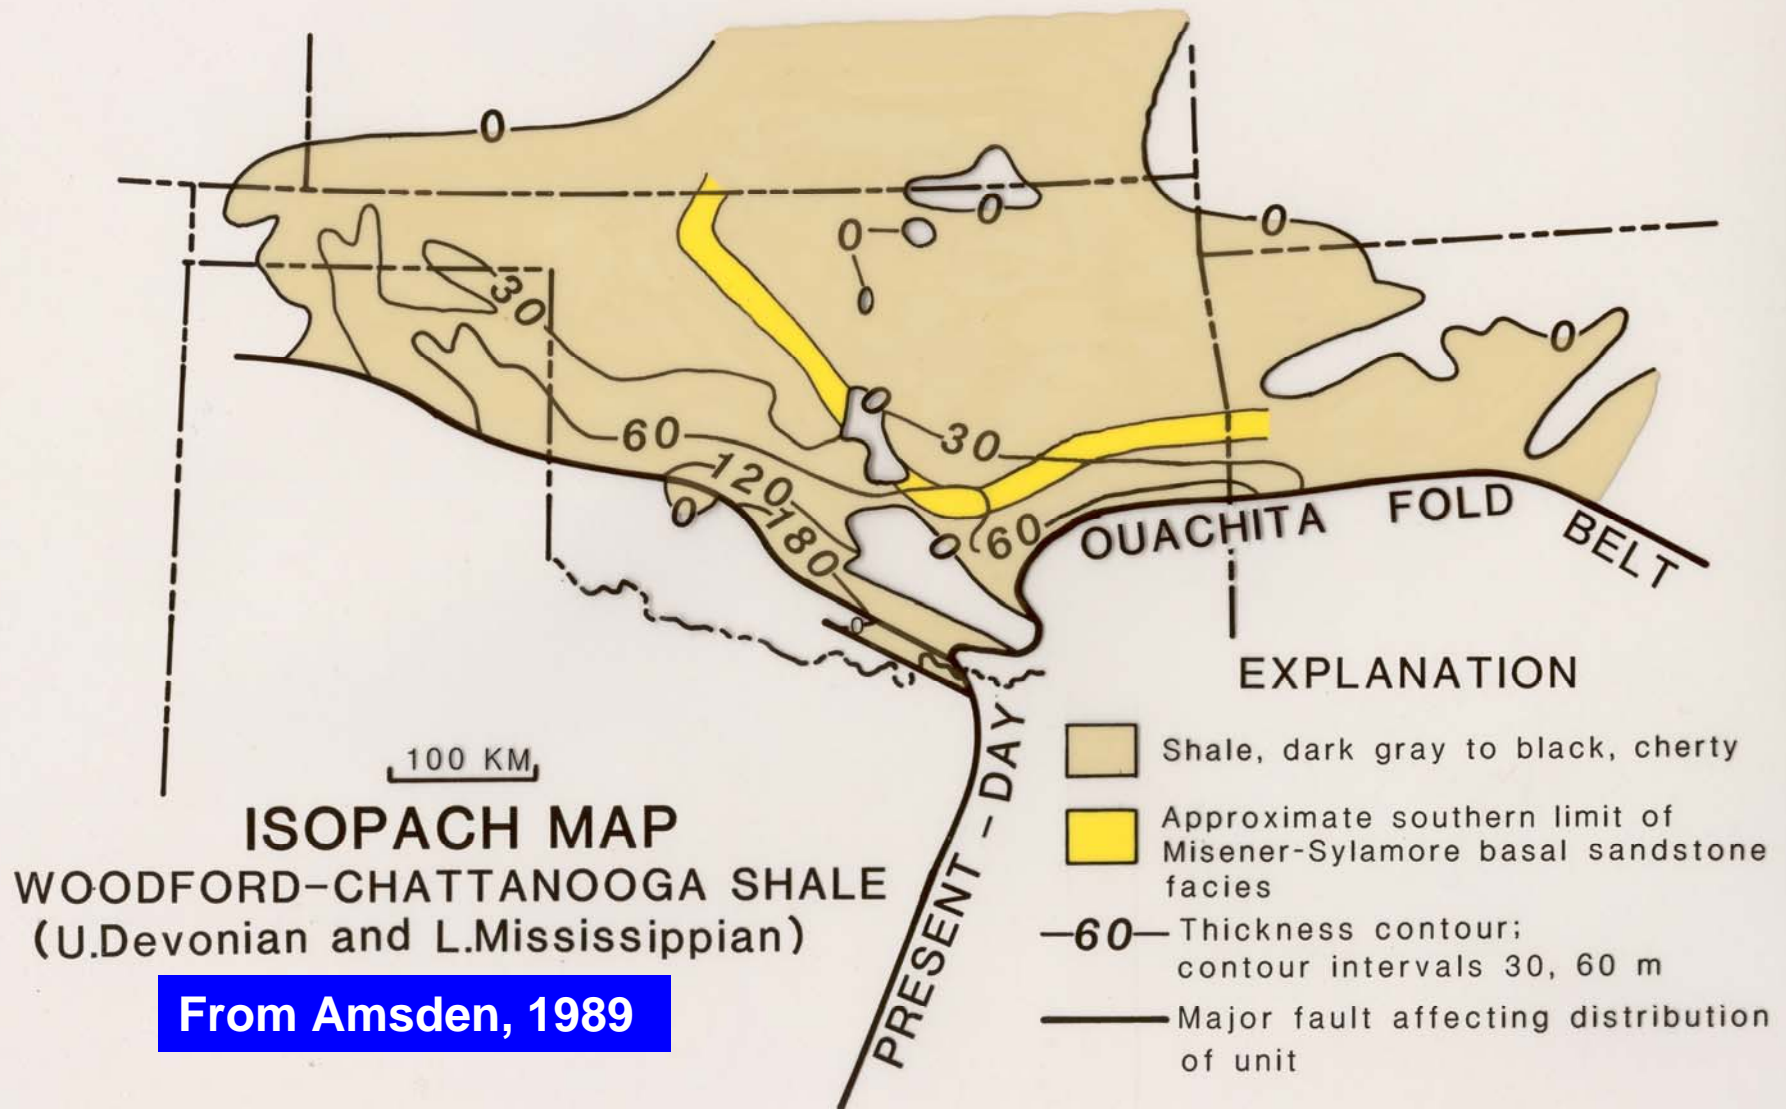 0
0
0
0
0
0
30
0
30
60
120
180
0
0
60
0
OUACHITA FOLD BELT
PRESENT-DAY
100 KM
ISOPACH MAP
WOODFORD-CHATTANOOGA SHALE
(U.Devonian and L.Mississippian)
From Amsden, 1989
EXPLANATION
Shale, dark gray to black, cherty
Approximate southern limit of
Misener-Sylamore basal sandstone
facies
-60- Thickness contour;
contour intervals 30, 60 m
Major fault affecting distribution
of unit